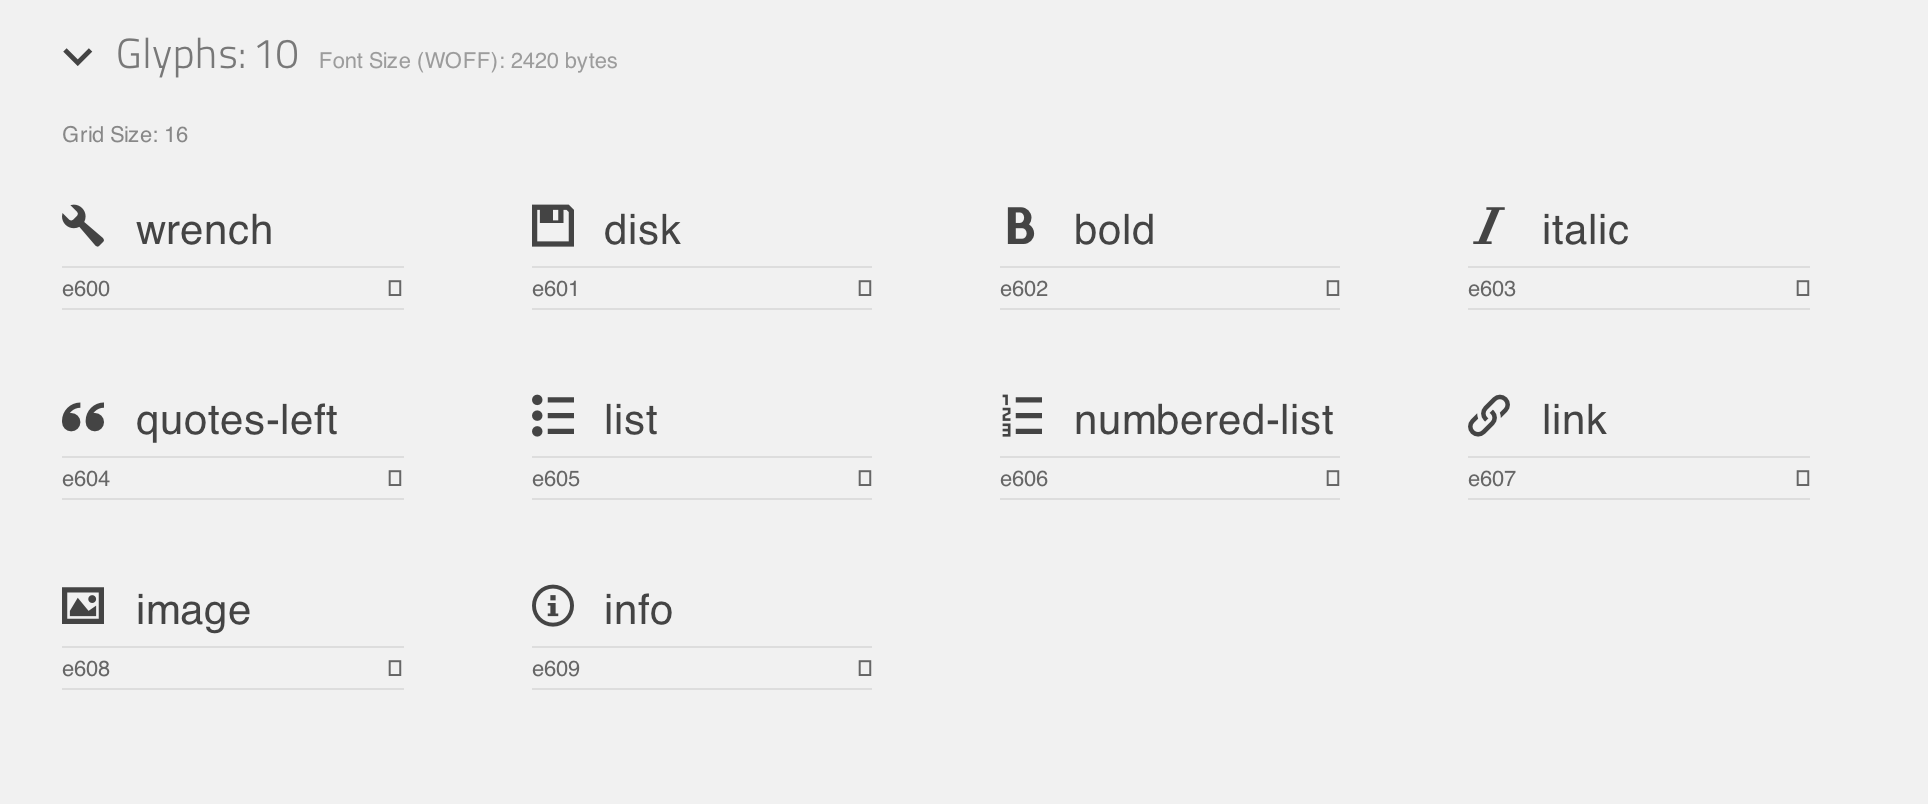 Glyphs: 10 Font Size (WOFF): 2420 bytes
Grid Size: 16
wrench disk bold italic
e600 e601 e602 e603
quotes-left list numbered-list link
e604 e605 e606 e607
image info
e608 e609